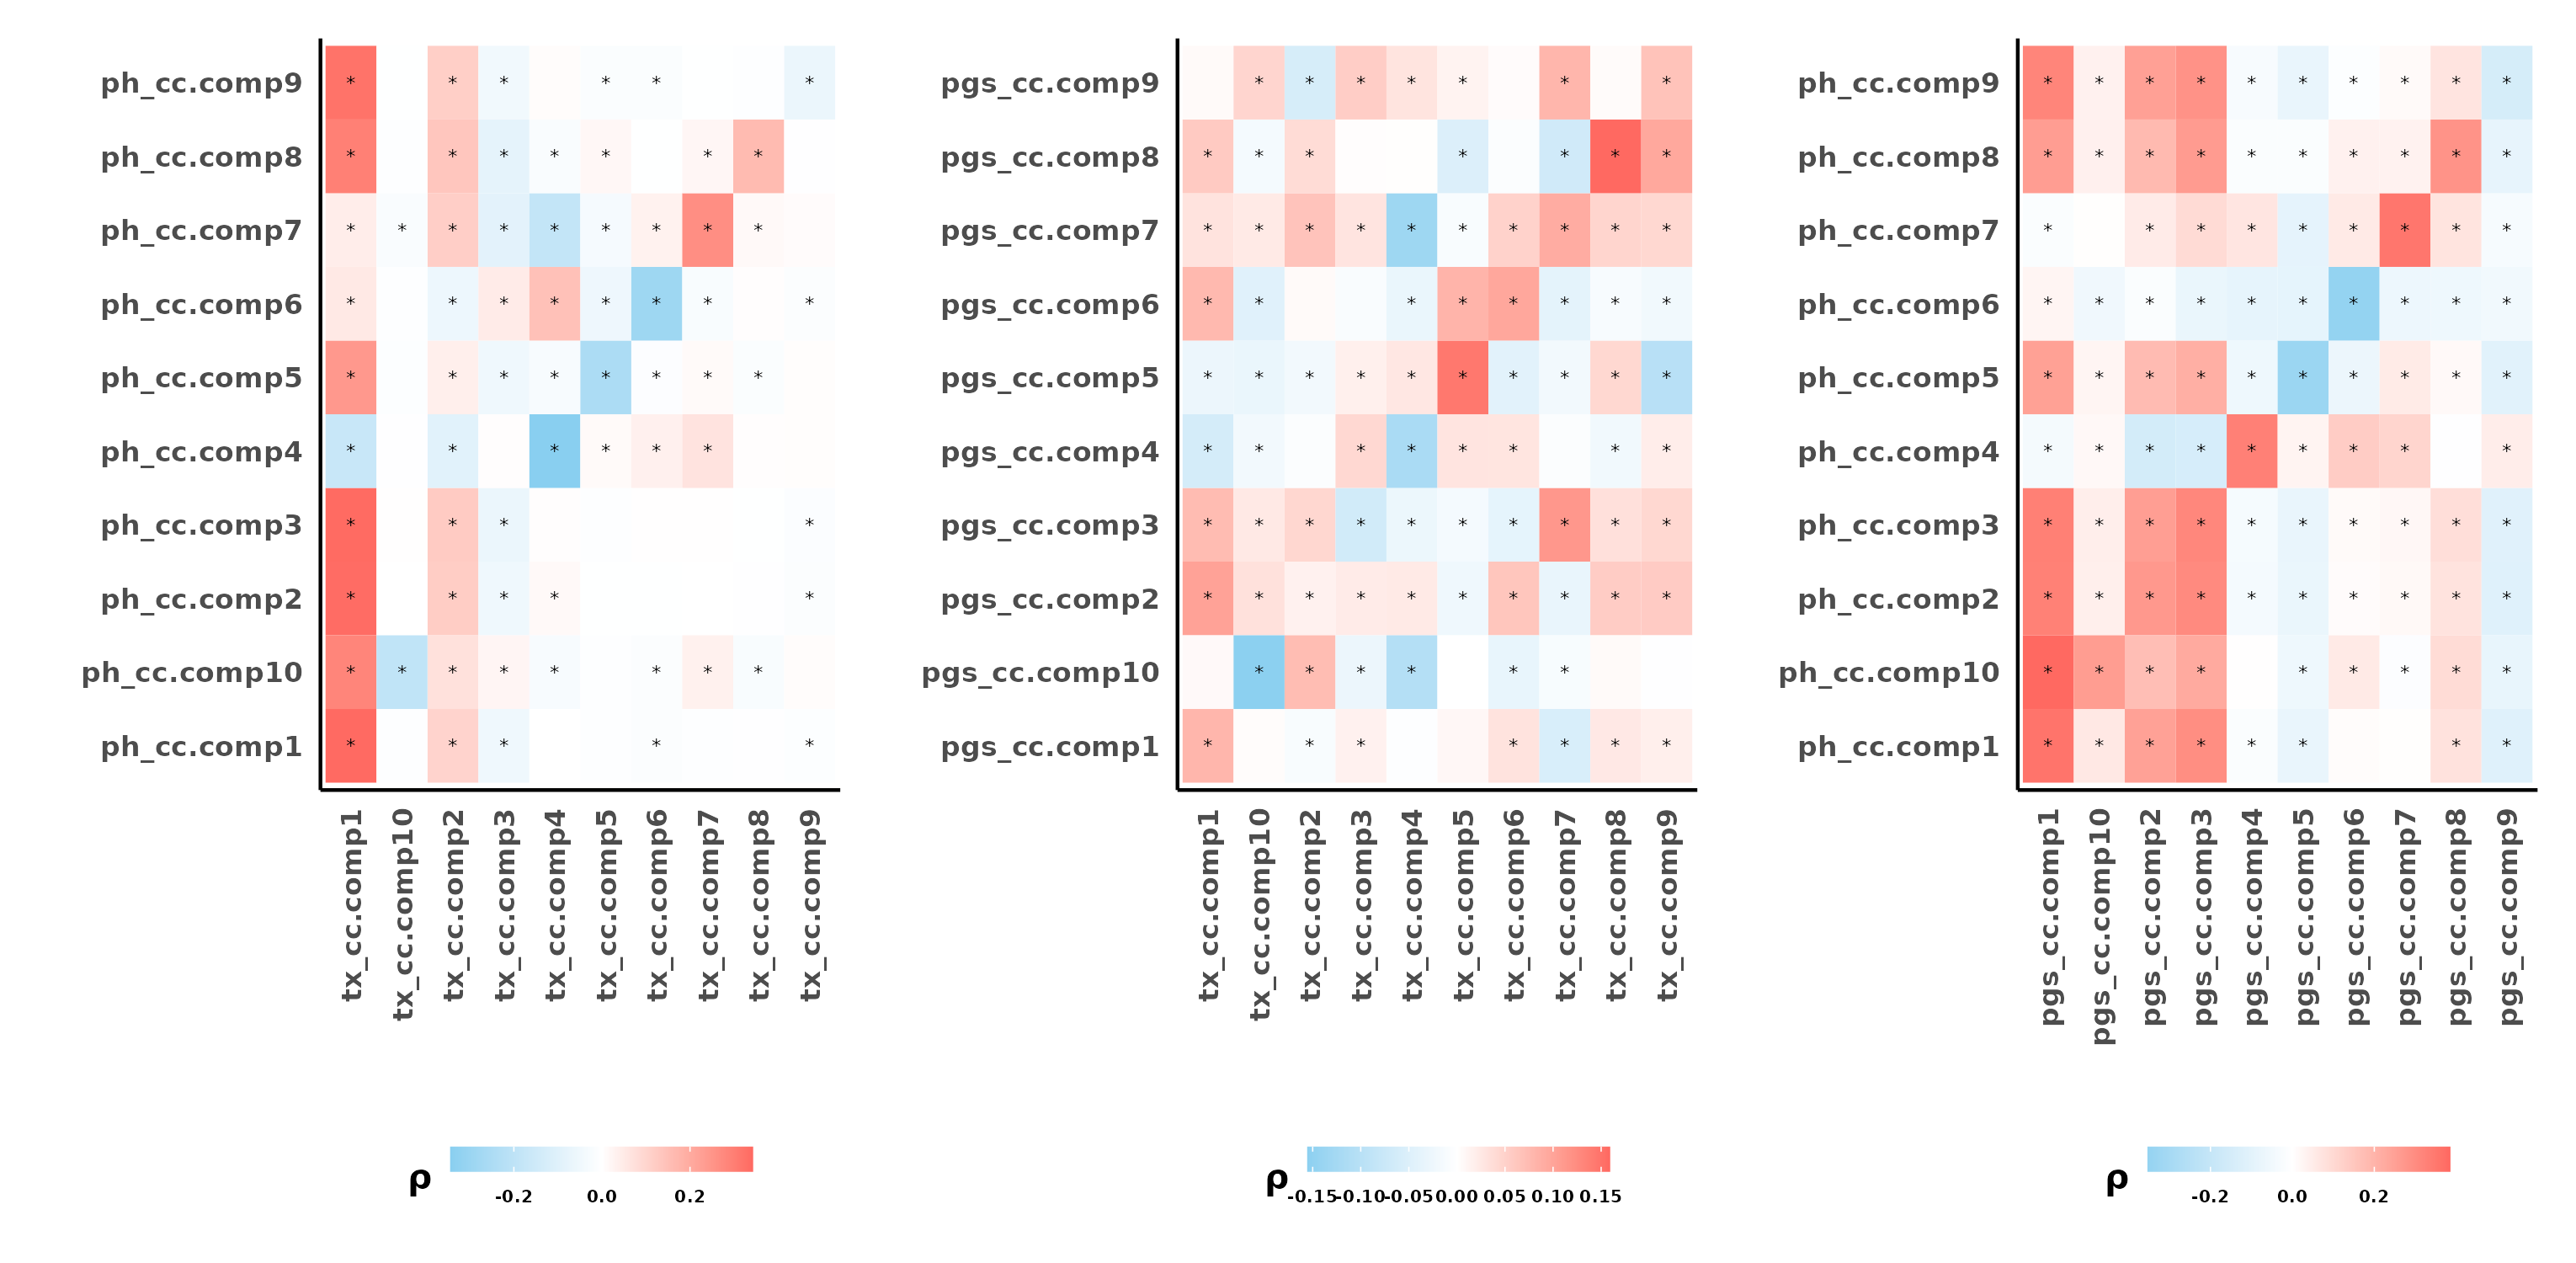 ph_cc.comp9
ph_cc.comp8
ph_cc.comp7
ph_cc.comp6
ph_cc.comp5
ph_cc.comp4
ph_cc.comp3
ph_cc.comp2
ph_cc.comp10
ph_cc.comp1
tx_cc.comp1
tx_cc.comp10
tx_cc.comp2
tx_cc.comp3
tx_cc.comp4
tx_cc.comp5
tx_cc.comp6
tx_cc.comp7
tx_cc.comp8
tx_cc.comp9
ρ
-0.2 0.0 0.2
pgs_cc.comp9
pgs_cc.comp8
pgs_cc.comp7
pgs_cc.comp6
pgs_cc.comp5
pgs_cc.comp4
pgs_cc.comp3
pgs_cc.comp2
pgs_cc.comp10
pgs_cc.comp1
tx_cc.comp1
tx_cc.comp10
tx_cc.comp2
tx_cc.comp3
tx_cc.comp4
tx_cc.comp5
tx_cc.comp6
tx_cc.comp7
tx_cc.comp8
tx_cc.comp9
ρ
-0.15 -0.10 -0.05 0.00 0.05 0.10 0.15
ph_cc.comp9
ph_cc.comp8
ph_cc.comp7
ph_cc.comp6
ph_cc.comp5
ph_cc.comp4
ph_cc.comp3
ph_cc.comp2
ph_cc.comp10
ph_cc.comp1
pgs_cc.comp1
pgs_cc.comp10
pgs_cc.comp2
pgs_cc.comp3
pgs_cc.comp4
pgs_cc.comp5
pgs_cc.comp6
pgs_cc.comp7
pgs_cc.comp8
pgs_cc.comp9
ρ
-0.2 0.0 0.2